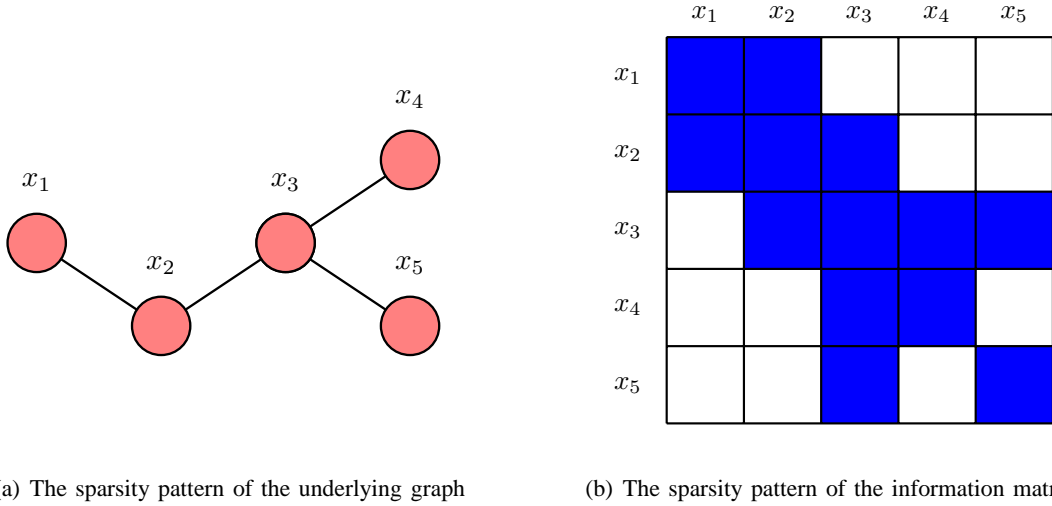 x₁ x₂ x₃ x₄ x₅
x₁
x₂
x₃
x₄
x₅
x₁
x₂
x₃
x₄
x₅
a) The sparsity pattern of the underlying graph
(b) The sparsity pattern of the information